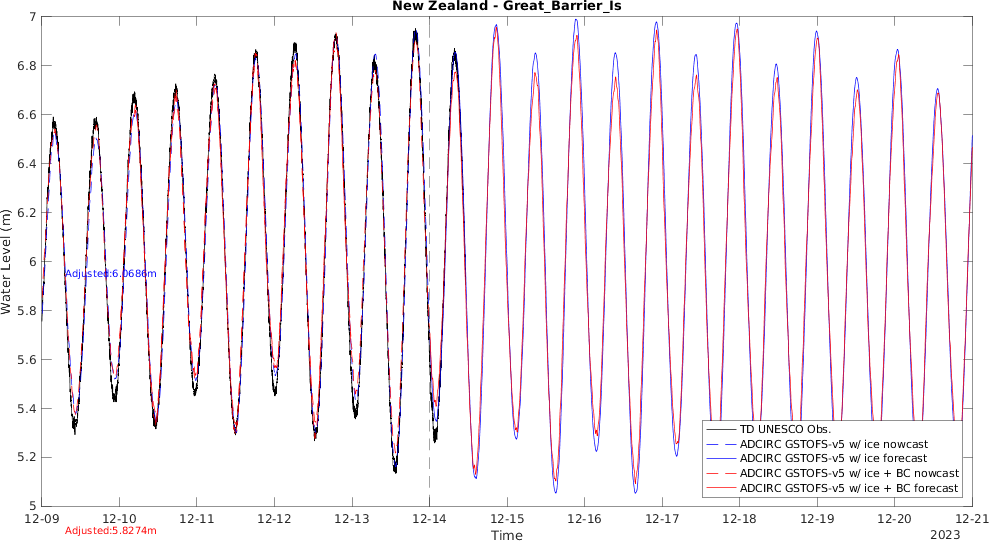 New Zealand - Great_Barrier_Is
7
6.8
6.6
6.4
6.2
6
5.8
5.6
5.4
5.2
5
Water Level (m)
Adjusted:6.0686m
TD UNESCO Obs.
ADCIRC GSTOFS-v5 w/ ice nowcast
ADCIRC GSTOFS-v5 w/ ice forecast
ADCIRC GSTOFS-v5 w/ ice + BC nowcast
ADCIRC GSTOFS-v5 w/ ice + BC forecast
12-09 12-10 12-11 12-12 12-13 12-14 12-15 12-16 12-17 12-18 12-19 12-20 12-21
Adjusted:5.8274m
Time
2023